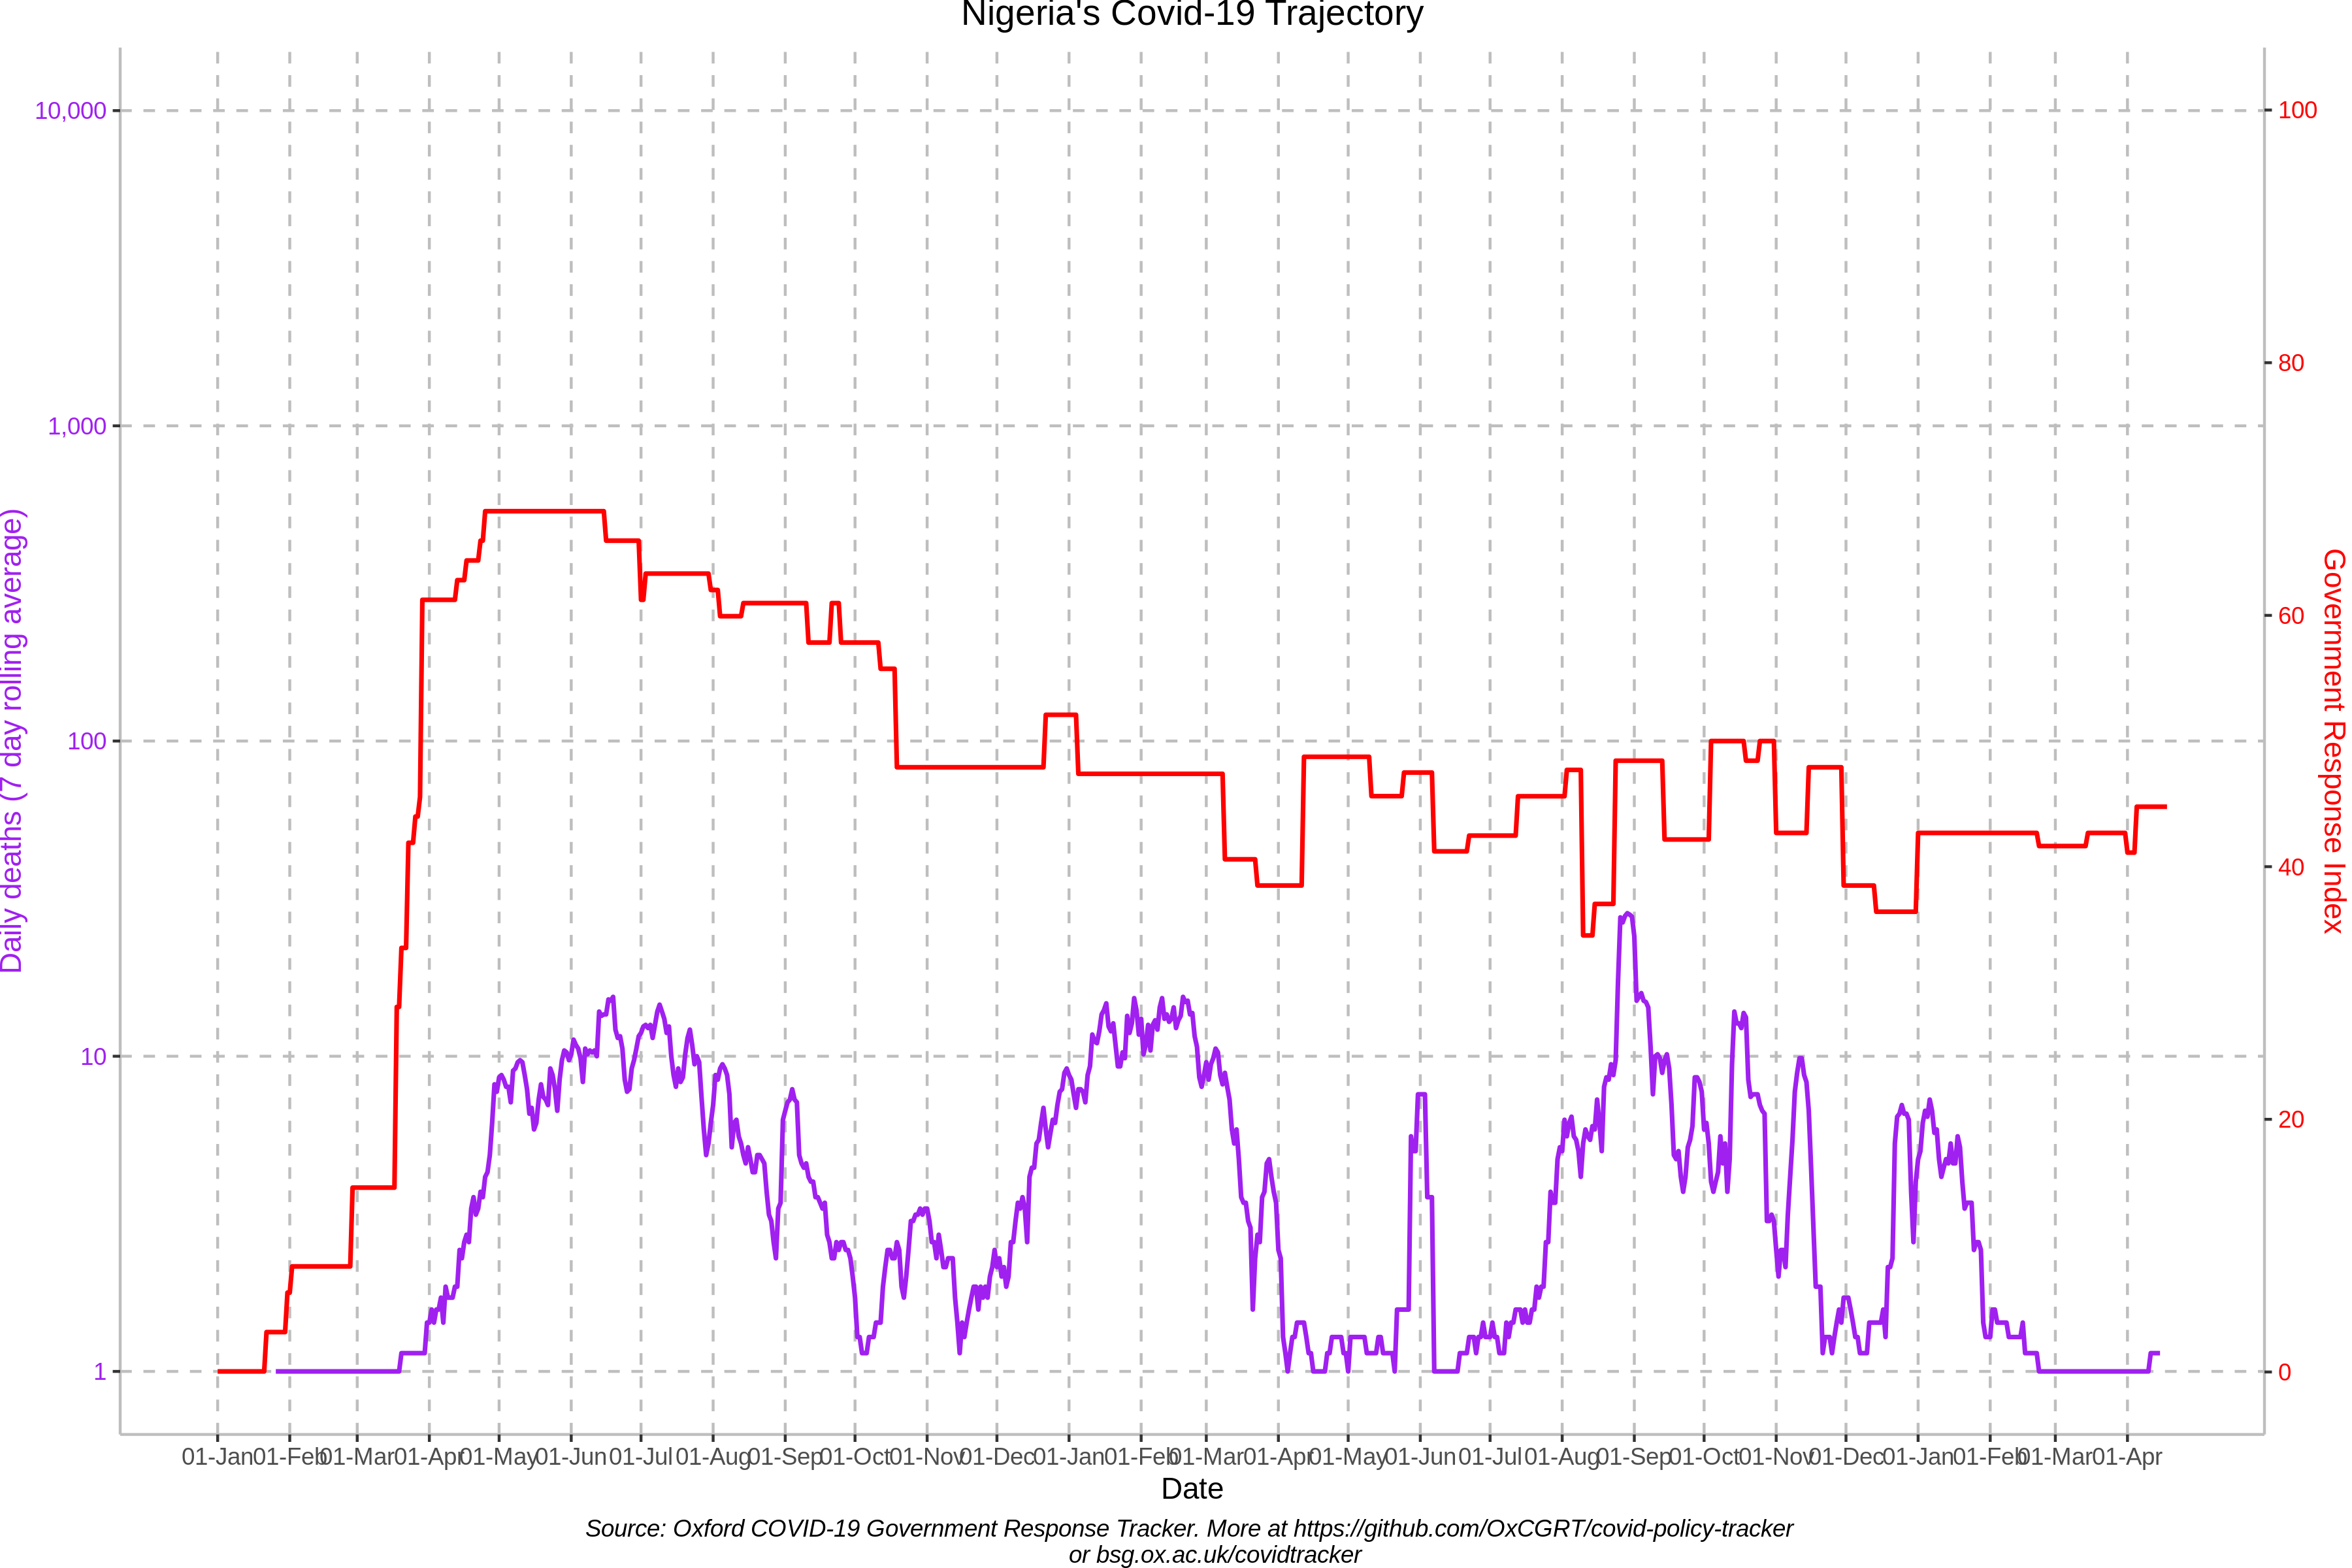 Nigeria's Covid-19 Trajectory
10,000
1,000
100
10
1
Daily deaths (7 day rolling average)
100
80
60
40
20
0
Government Response Index
01-Jan 01-Feb 01-Mar 01-Apr 01-May 01-Jun 01-Jul 01-Aug 01-Sep 01-Oct 01-Nov 01-Dec 01-Jan 01-Feb 01-Mar 01-Apr 01-May 01-Jun 01-Jul 01-Aug 01-Sep 01-Oct 01-Nov 01-Dec 01-Jan 01-Feb 01-Mar 01-Apr
Date
Source: Oxford COVID-19 Government Response Tracker. More at https://github.com/OxCGRT/covid-policy-tracker
or bsg.ox.ac.uk/covidtracker